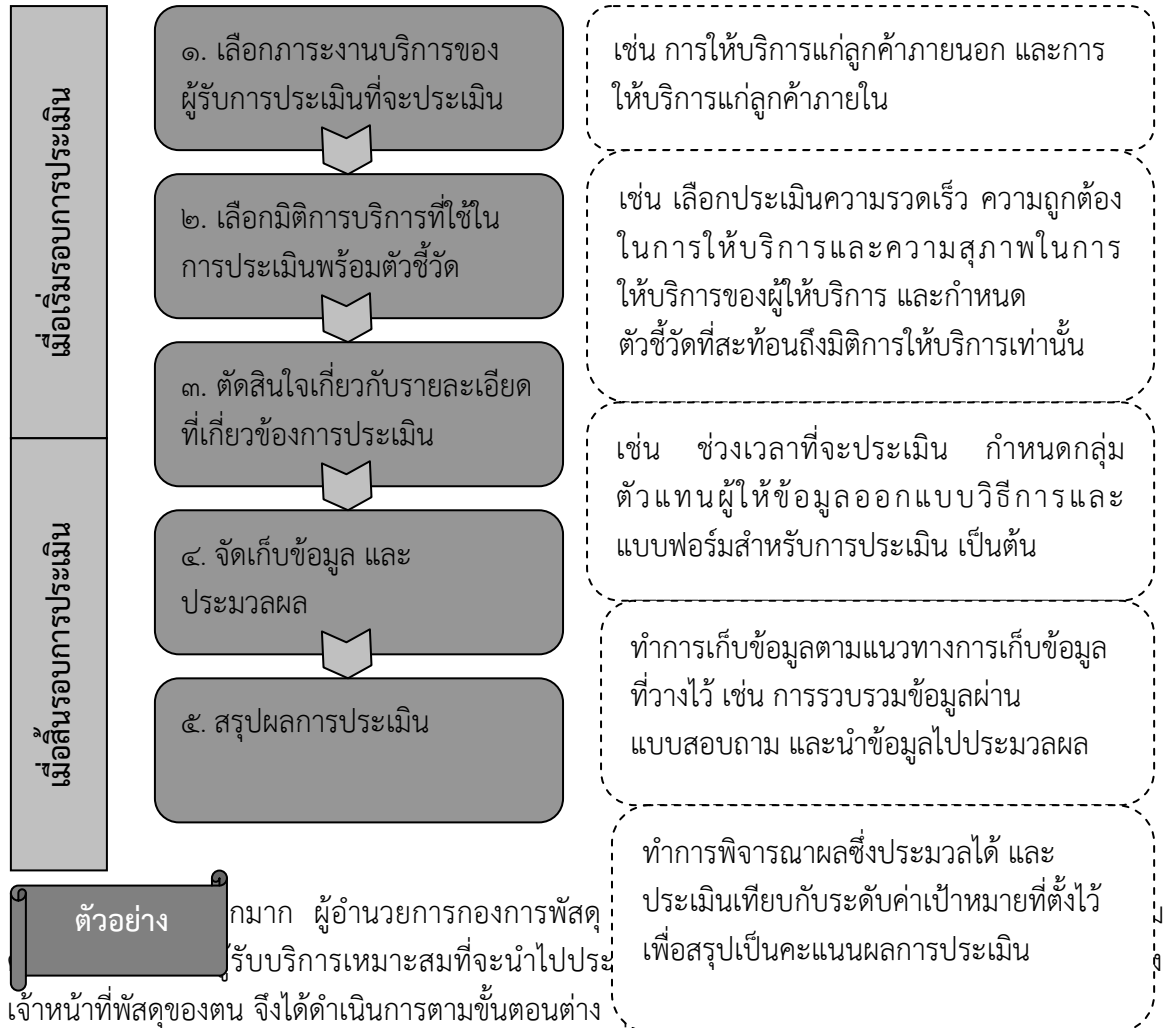 เมื่อเริ่มรอบการประเมิน
๑. เลือกภาระงานบริการของ
ผู้รับการประเมินที่จะประเมิน
เช่น การให้บริการแก่ลูกค้าภายนอก และการ
ให้บริการแก่ลูกค้าภายใน
๒. เลือกมิติการบริการที่ใช้ใน
การประเมินพร้อมตัวชี้วัด
เช่น เลือกประเมินความรวดเร็ว ความถูกต้อง
ในการให้บริการและความสุภาพในการ
ให้บริการของผู้ให้บริการ และกำหนด
ตัวชี้วัดที่สะท้อนถึงมิติการให้บริการเท่านั้น
๓. ตัดสินใจเกี่ยวกับรายละเอียด
ที่เกี่ยวข้องการประเมิน
เช่น ช่วงเวลาที่จะประเมิน กำหนดกลุ่ม
ตัวแทนผู้ให้ข้อมูลออกแบบวิธีการและ
แบบฟอร์มสำหรับการประเมิน เป็นต้น
เมื่อสิ้นรอบการประเมิน
๔. จัดเก็บข้อมูล และ
ประมวลผล
ทำการเก็บข้อมูลตามแนวทางการเก็บข้อมูล
ที่วางไว้ เช่น การรวบรวมข้อมูลผ่าน
แบบสอบถาม และนำข้อมูลไปประมวลผล
๕. สรุปผลการประเมิน
ทำการพิจารณาผลซึ่งประมวลได้ และ
ประเมินเทียบกับระดับค่าเป้าหมายที่ตั้งไว้
เพื่อสรุปเป็นคะแนนผลการประเมิน
ตัวอย่าง
กมาก ผู้อำนวยการกองการพัสดุ
รับบริการเหมาะสมที่จะนำไปประ
เจ้าหน้าที่พัสดุของตน จึงได้ดำเนินการตามขั้นตอนต่าง